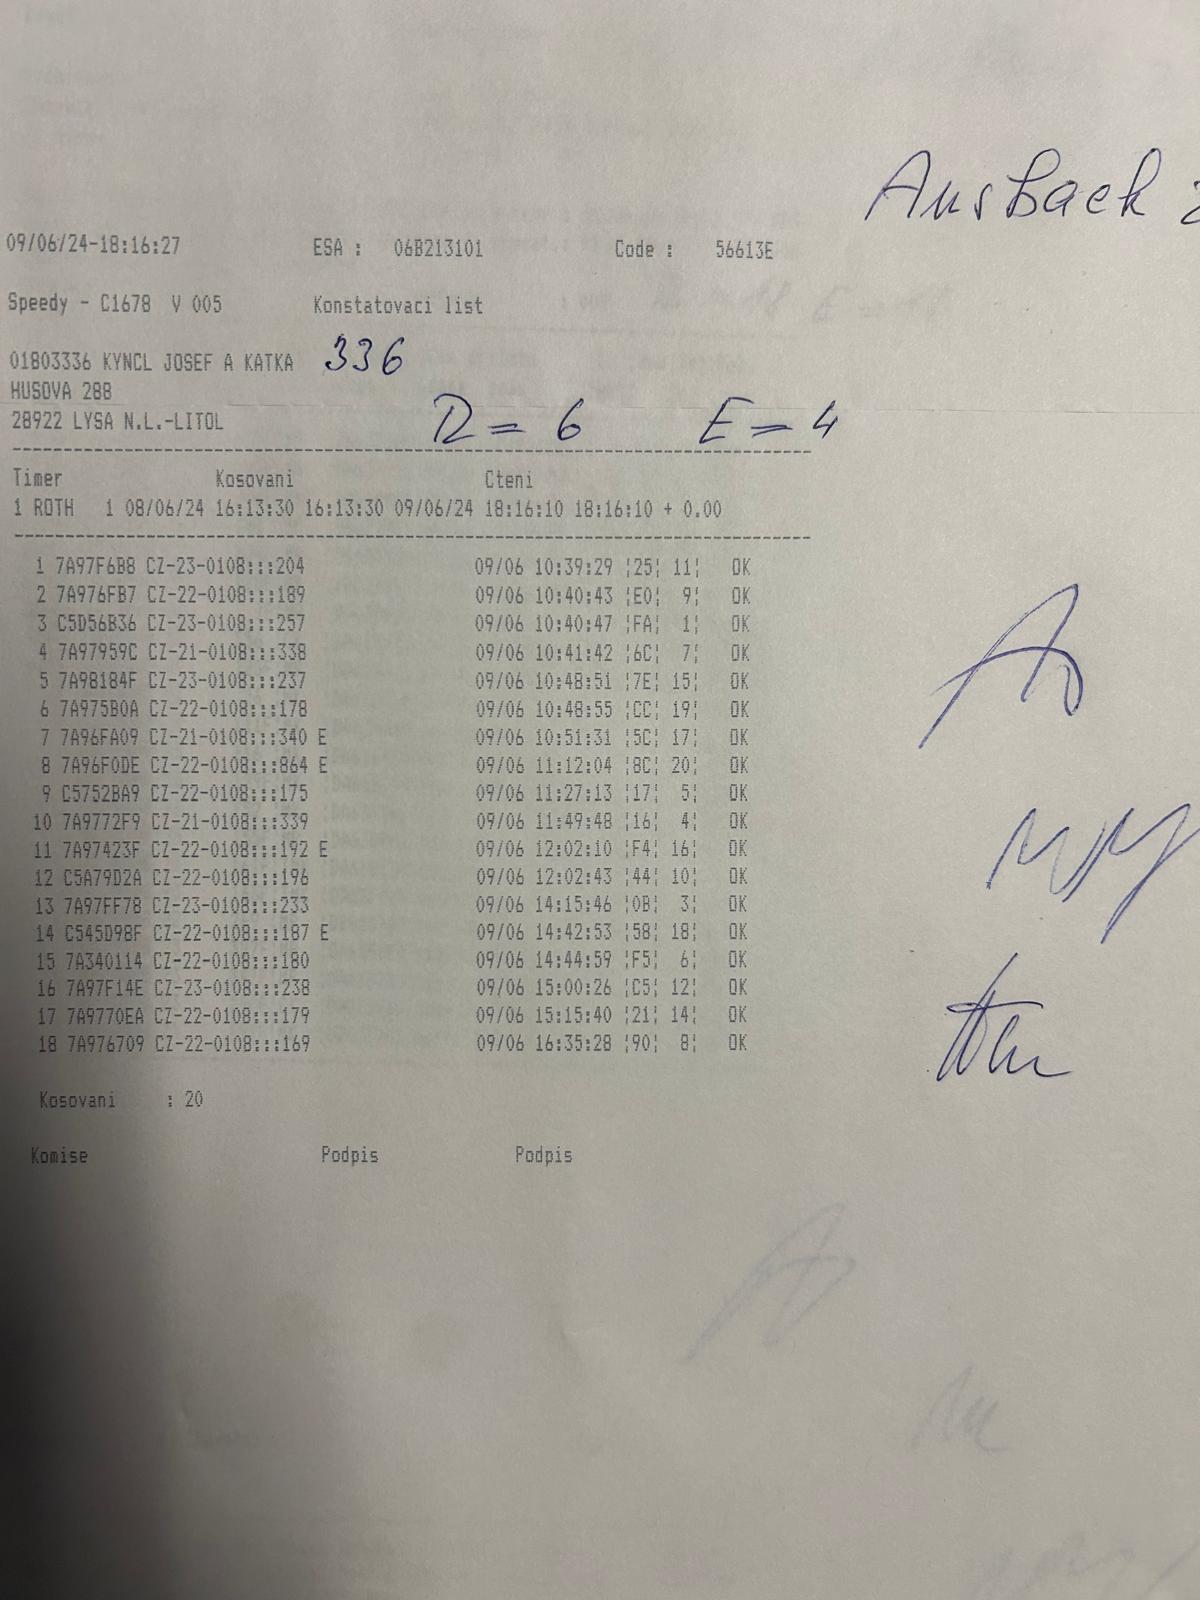 Ansbach
09/06/24-18:16:27 ESA : 06B213101 Code : 56613E
Speedy - C1678 V 005 Konstatovaci list
01803336 KYNCL JOSEF A KATKA 336
HUSOVA 288
28922 LYSA N.L.-LITOL R = 6 E = 4
Timer Kosovani Cteni
1 ROTH 1 08/06/24 16:13:30 16:13:30 09/06/24 18:16:10 18:16:10 + 0.00
1 7A97F6B8 CZ-23-0108:::204 09/06 10:39:29 ¦25¦ 11¦ OK
2 7A976FB7 CZ-22-0108:::189 09/06 10:40:43 ¦E0¦ 9¦ OK
3 C5D56B36 CZ-23-0108:::257 09/06 10:40:47 ¦FA¦ 1¦ OK
4 7A97959C CZ-21-0108:::338 09/06 10:41:42 ¦6C¦ 7¦ OK
5 7A98184F CZ-23-0108:::237 09/06 10:48:51 ¦7E¦ 15¦ OK
6 7A975B0A CZ-22-0108:::178 09/06 10:48:55 ¦CC¦ 19¦ OK
7 7A96FA09 CZ-21-0108:::340 E 09/06 10:51:31 ¦5C¦ 17¦ OK
8 7A96F0DE CZ-22-0108:::864 E 09/06 11:12:04 ¦8C¦ 20¦ OK
9 C5752BA9 CZ-22-0108:::175 09/06 11:27:13 ¦17¦ 5¦ OK
10 7A9772F9 CZ-21-0108:::339 09/06 11:49:48 ¦16¦ 4¦ OK
11 7A97423F CZ-22-0108:::192 E 09/06 12:02:10 ¦F4¦ 16¦ OK
12 C5A79D2A CZ-22-0108:::196 09/06 12:02:43 ¦44¦ 10¦ OK
13 7A97FF78 CZ-23-0108:::233 09/06 14:15:46 ¦0B¦ 3¦ OK
14 C545D98F CZ-22-0108:::187 E 09/06 14:42:53 ¦58¦ 18¦ OK
15 7A340114 CZ-22-0108:::180 09/06 14:44:59 ¦F5¦ 6¦ OK
16 7A97F14E CZ-23-0108:::238 09/06 15:00:26 ¦C5¦ 12¦ OK
17 7A9770EA CZ-22-0108:::179 09/06 15:15:40 ¦21¦ 14¦ OK
18 7A976709 CZ-22-0108:::169 09/06 16:35:28 ¦90¦ 8¦ OK
Kosovani : 20
Komise Podpis Podpis